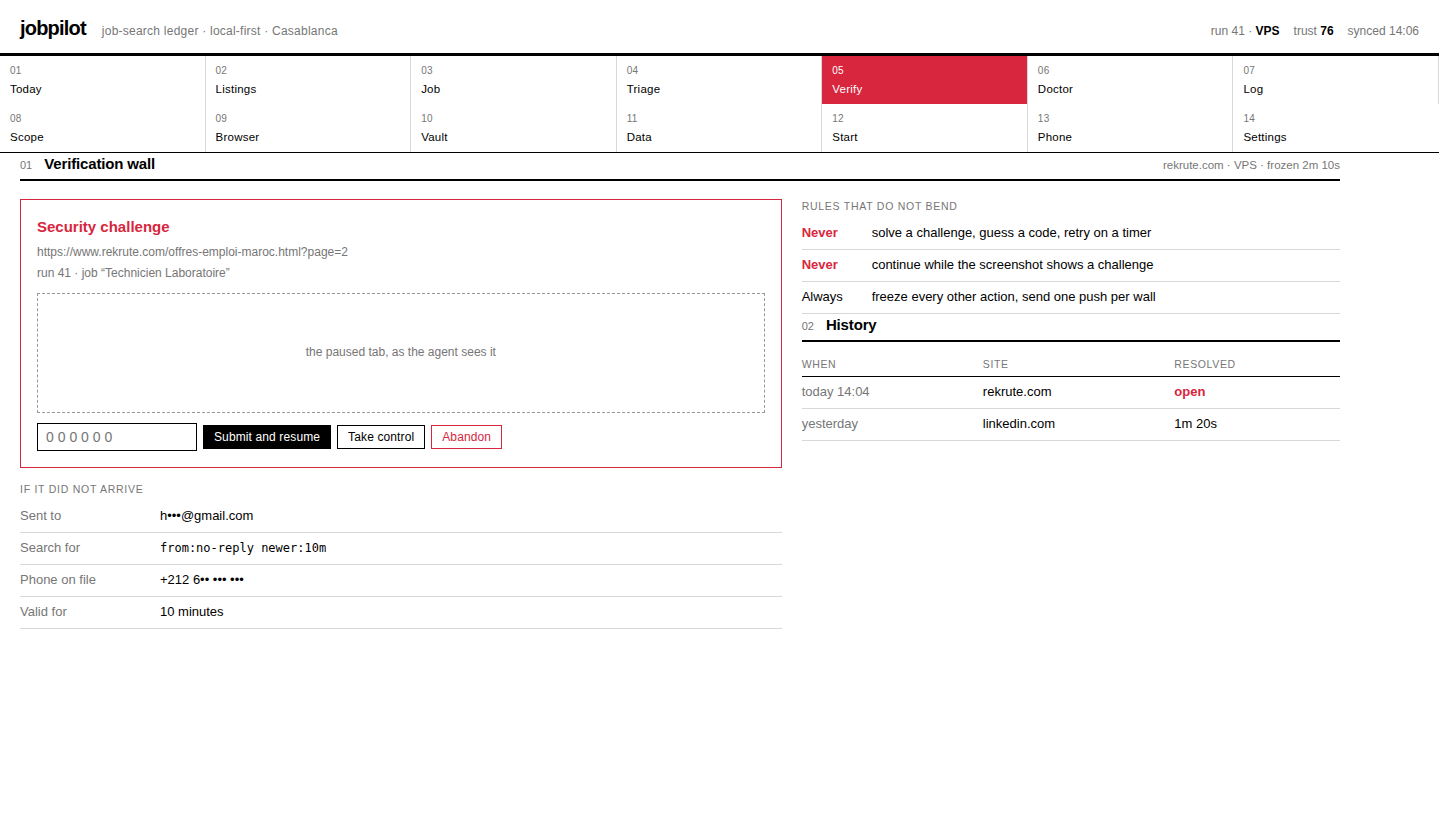 jobpilot job-search ledger · local-first · Casablanca run 41 · VPS trust 76 synced 14:06
01 02 03 04 05 06 07
Today Listings Job Triage Verify Doctor Log
08 09 10 11 12 13 14
Scope Browser Vault Data Start Phone Settings
01 Verification wall rekrute.com · VPS · frozen 2m 10s
Security challenge
https://www.rekrute.com/offres-emploi-maroc.html?page=2
run 41 · job “Technicien Laboratoire”
the paused tab, as the agent sees it
000000 Submit and resume Take control Abandon
IF IT DID NOT ARRIVE
Sent to h•••@gmail.com
Search for from:no-reply newer:10m
Phone on file +212 6•• ••• •••
Valid for 10 minutes
RULES THAT DO NOT BEND
Never solve a challenge, guess a code, retry on a timer
Never continue while the screenshot shows a challenge
Always freeze every other action, send one push per wall
02 History
WHEN SITE RESOLVED
today 14:04 rekrute.com open
yesterday linkedin.com 1m 20s